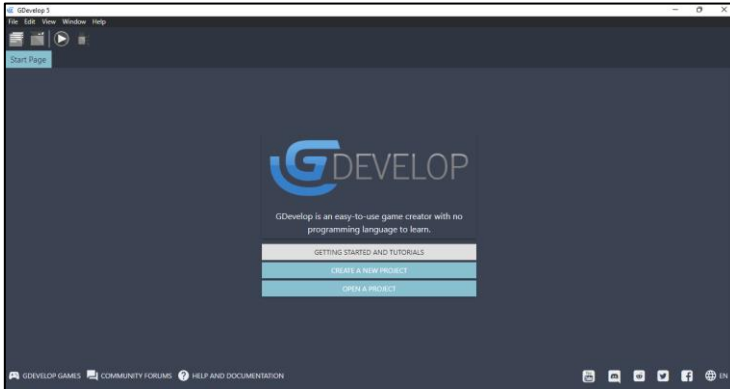 GDevelop 5
File Edit View Window Help
Start Page
GDEVELOP
GDevelop is an easy-to-use game creator with no
programming language to learn.
GETTING STARTED AND TUTORIALS
CREATE A NEW PROJECT
OPEN A PROJECT
GDEVELOP GAMES COMMUNITY FORUMS HELP AND DOCUMENTATION EN